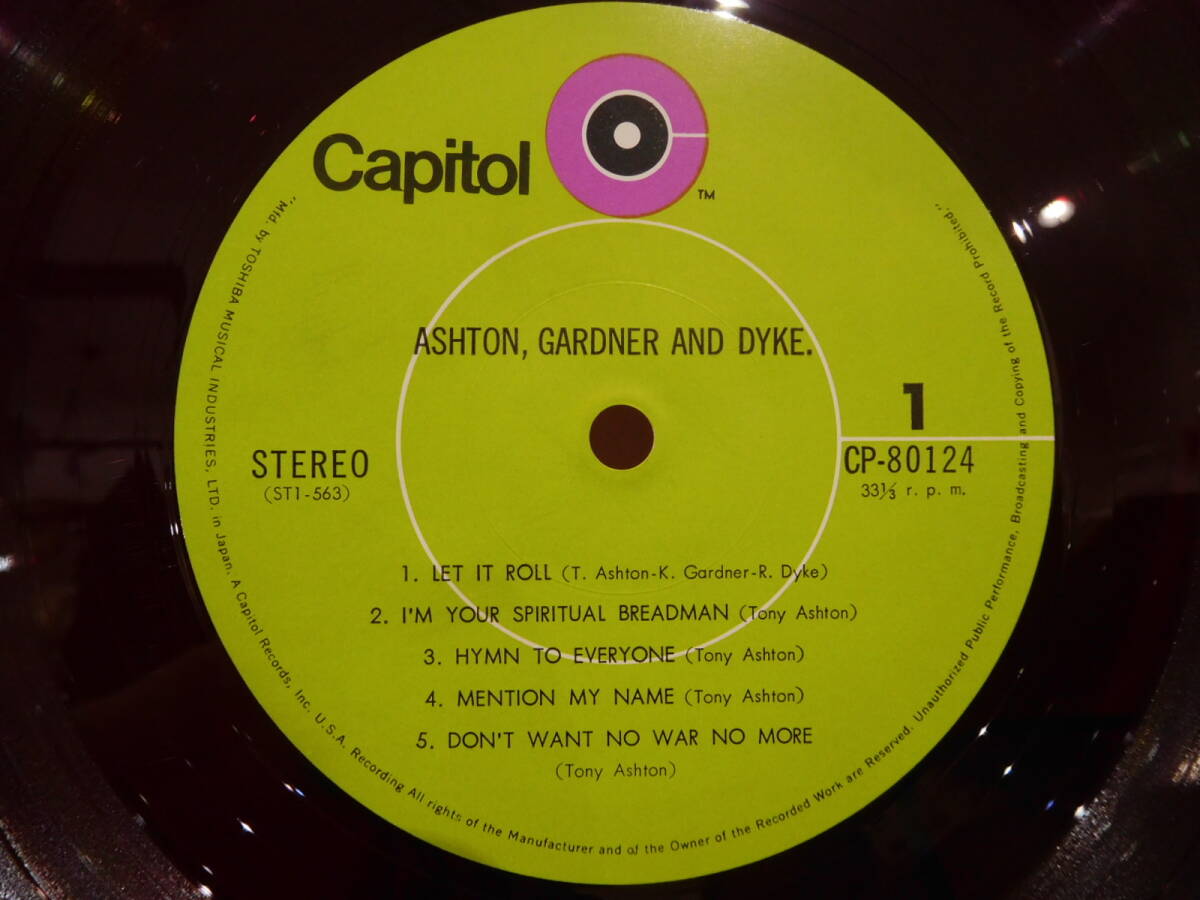 Capitol
TM
ASHTON, GARDNER AND DYKE.
1
STEREO
(ST1-563)
CP-80124
33⅓ r. p. m.
1. LET IT ROLL (T. Ashton-K. Gardner-R. Dyke)
2. I'M YOUR SPIRITUAL BREADMAN (Tony Ashton)
3. HYMN TO EVERYONE (Tony Ashton)
4. MENTION MY NAME (Tony Ashton)
5. DON'T WANT NO WAR NO MORE
(Tony Ashton)
"Mfd. by TOSHIBA MUSICAL INDUSTRIES, LTD. in Japan. A Capitol Records, Inc. U.S.A. Recording All rights of the Manufacturer and of the Owner of the Recorded Work are Reserved. Unauthorized Public Performance, Broadcasting and Copying of the Record Prohibited."